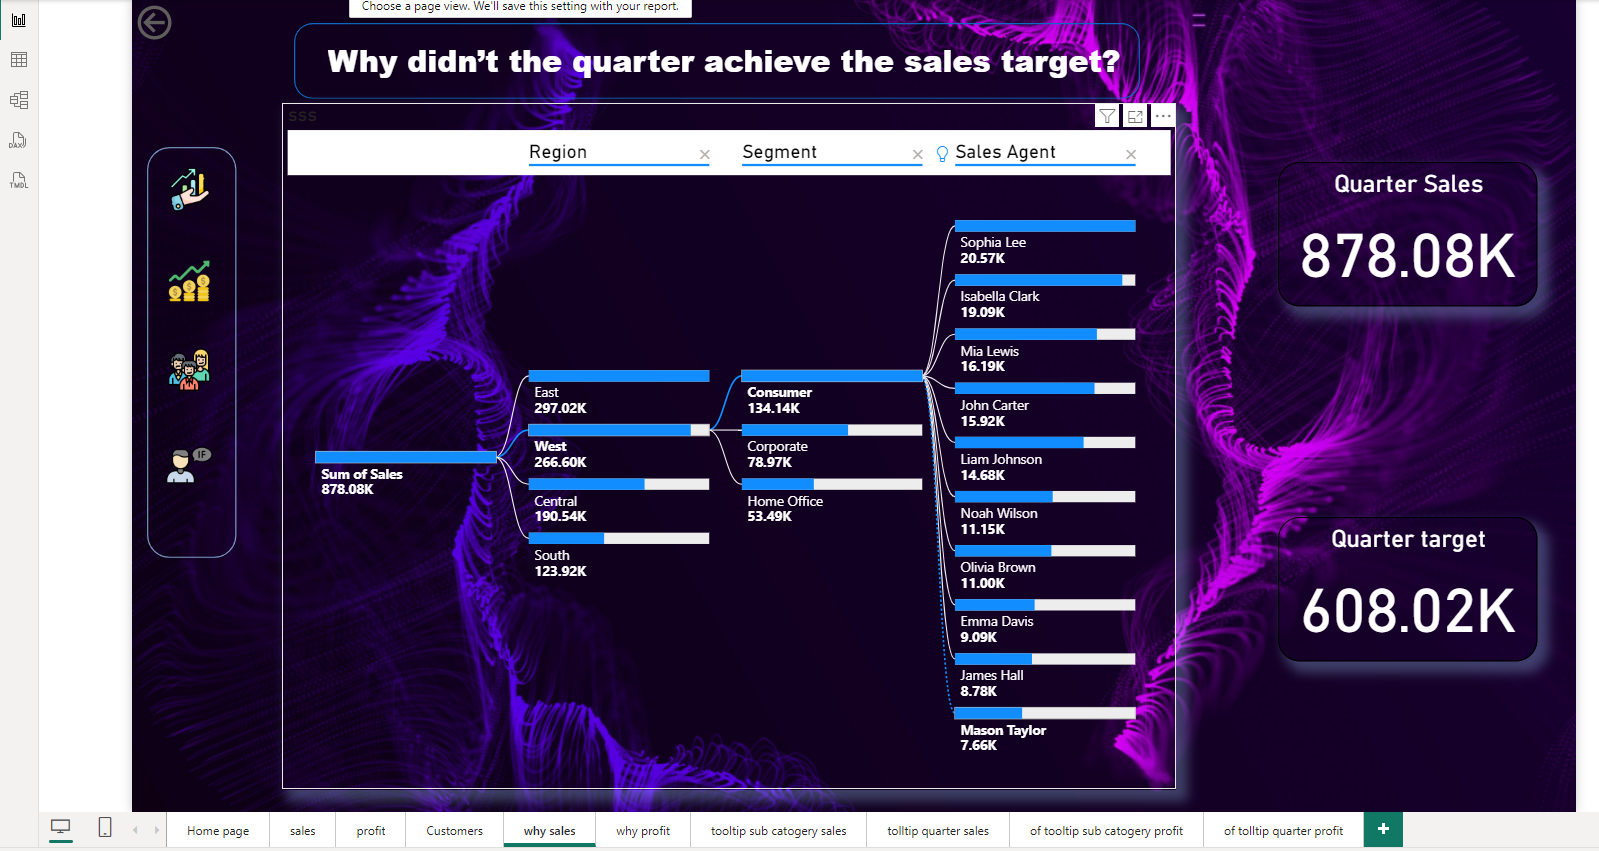 Choose a page view. We'll save this setting with your report.
Why didn’t the quarter achieve the sales target?
sss
Region
Segment
Sales Agent
DAX
TMDL
IF
Sum of Sales
878.08K
East
297.02K
West
266.60K
Central
190.54K
South
123.92K
Consumer
134.14K
Corporate
78.97K
Home Office
53.49K
Sophia Lee
20.57K
Isabella Clark
19.09K
Mia Lewis
16.19K
John Carter
15.92K
Liam Johnson
14.68K
Noah Wilson
11.15K
Olivia Brown
11.00K
Emma Davis
9.09K
James Hall
8.78K
Mason Taylor
7.66K
Quarter Sales
878.08K
Quarter target
608.02K
Home page
sales
profit
Customers
why sales
why profit
tooltip sub catogery sales
tolltip quarter sales
of tooltip sub catogery profit
of tolltip quarter profit